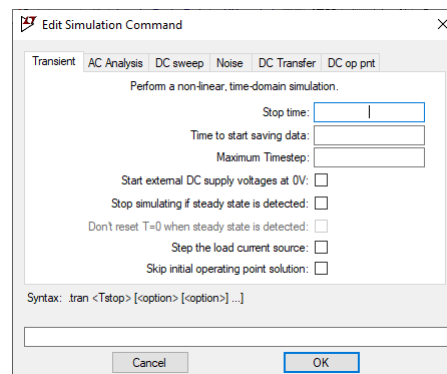 Edit Simulation Command
Transient AC Analysis DC sweep Noise DC Transfer DC op pnt
Perform a non-linear, time-domain simulation.
Stop time:
Time to start saving data:
Maximum Timestep:
Start external DC supply voltages at 0V:
Stop simulating if steady state is detected:
Don't reset T=0 when steady state is detected:
Step the load current source:
Skip initial operating point solution:
Syntax: .tran <Tstop> [<option> [<option>] ...]
Cancel OK